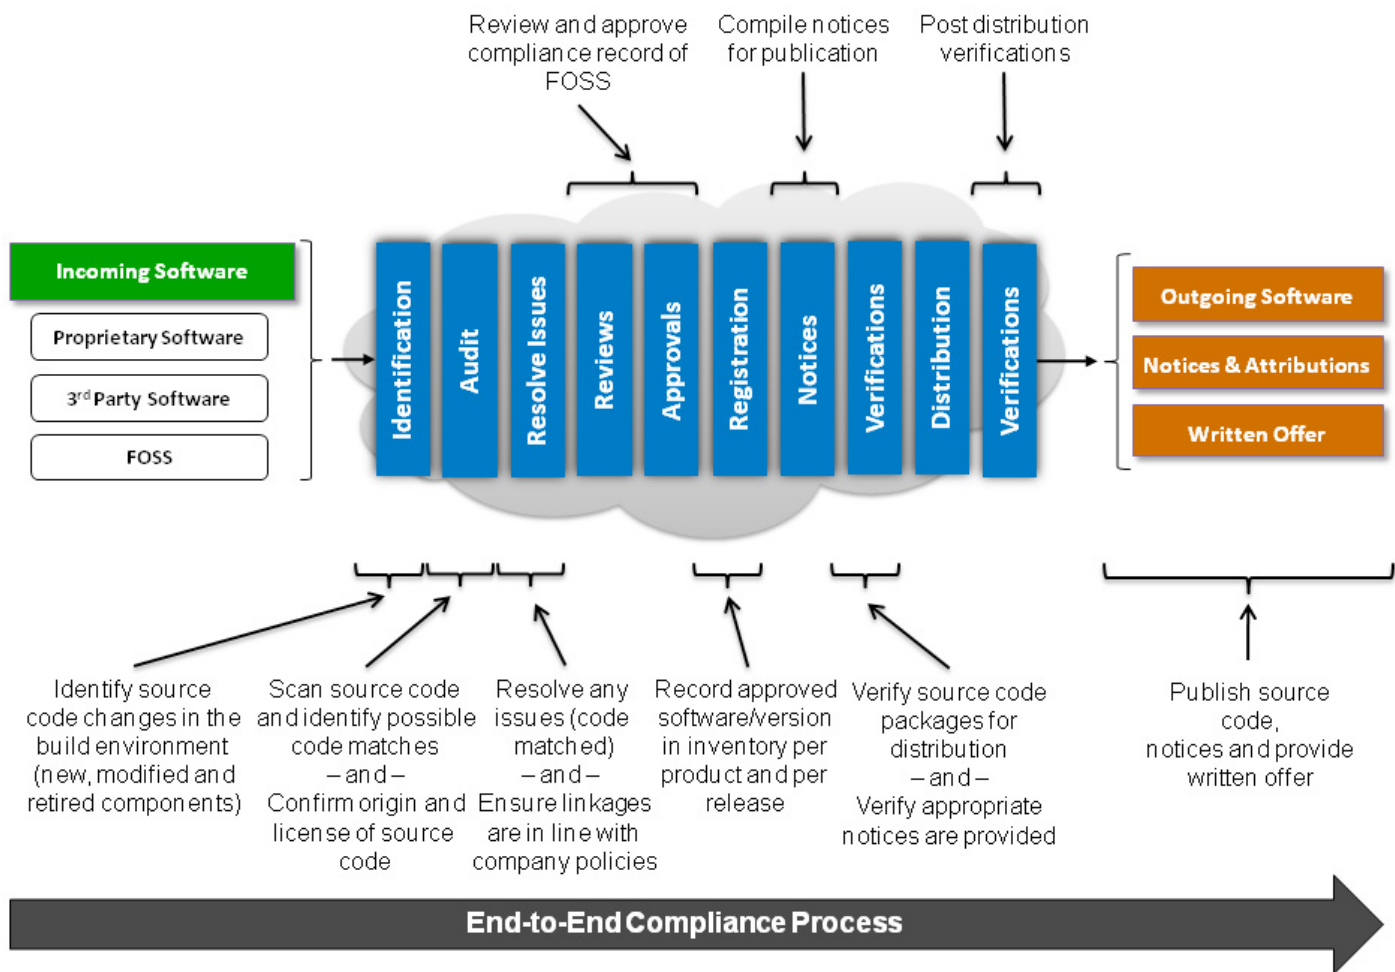 Review and approve
compliance record of
FOSS
Compile notices
for publication
Post distribution
verifications
Incoming Software
Proprietary Software
3rd Party Software
FOSS
Identification
Audit
Resolve Issues
Reviews
Approvals
Registration
Notices
Verifications
Distribution
Verifications
Outgoing Software
Notices & Attributions
Written Offer
Identify source
code changes in the
build environment
(new, modified and
retired components)
Scan source code
and identify possible
code matches
– and –
Confirm origin and
license of source
code
Resolve any
issues (code
matched)
– and –
Ensure linkages
are in line with
company policies
Record approved
software/version
in inventory per
product and per
release
Verify source code
packages for
distribution
– and –
Verify appropriate
notices are provided
Publish source
code,
notices and provide
written offer
End-to-End Compliance Process